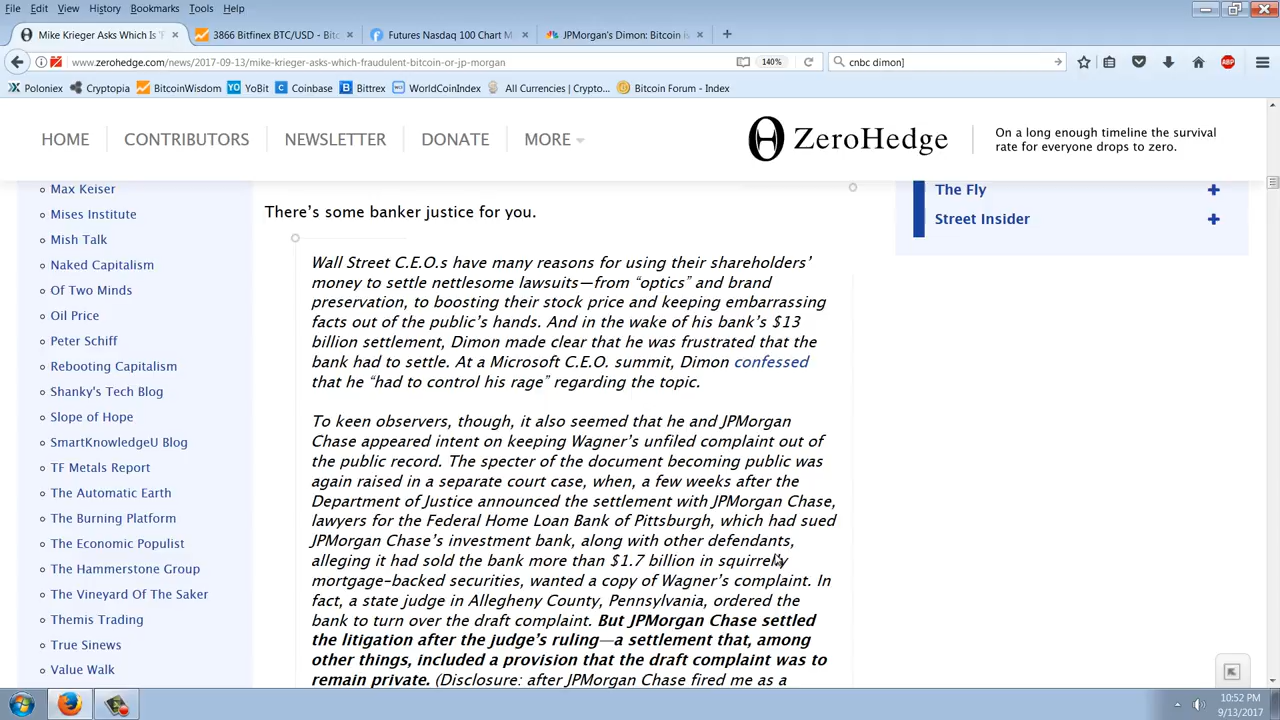 File Edit View History Bookmarks Tools Help
Mike Krieger Asks Which Is 'F × 3866 Bitfinex BTC/USD - Bi × Futures Nasdaq 100 Chart M × JPMorgan's Dimon: Bitcoin is × +
www.zerohedge.com/news/2017-09-13/mike-krieger-asks-which-fraudulent-bitcoin-or-jp-morgan 140% cnbc dimon]
Poloniex Cryptopia BitcoinWisdom YoBit Coinbase Bittrex WorldCoinIndex All Currencies | Crypto... Bitcoin Forum - Index
HOME CONTRIBUTORS NEWSLETTER DONATE MORE ZeroHedge
On a long enough timeline the survival
rate for everyone drops to zero.
Max Keiser
Mises Institute
Mish Talk
Naked Capitalism
Of Two Minds
Oil Price
Peter Schiff
Rebooting Capitalism
Shanky's Tech Blog
Slope of Hope
SmartKnowledgeU Blog
TF Metals Report
The Automatic Earth
The Burning Platform
The Economic Populist
The Hammerstone Group
The Vineyard Of The Saker
Themis Trading
True Sinews
Value Walk
There's some banker justice for you.
Wall Street C.E.O.s have many reasons for using their shareholders'
money to settle nettlesome lawsuits—from “optics” and brand
preservation, to boosting their stock price and keeping embarrassing
facts out of the public's hands. And in the wake of his bank's $13
billion settlement, Dimon made clear that he was frustrated that the
bank had to settle. At a Microsoft C.E.O. summit, Dimon confessed
that he “had to control his rage” regarding the topic.
To keen observers, though, it also seemed that he and JPMorgan
Chase appeared intent on keeping Wagner's unfiled complaint out of
the public record. The specter of the document becoming public was
again raised in a separate court case, when, a few weeks after the
Department of Justice announced the settlement with JPMorgan Chase,
lawyers for the Federal Home Loan Bank of Pittsburgh, which had sued
JPMorgan Chase's investment bank, along with other defendants,
alleging it had sold the bank more than $1.7 billion in squirrelly
mortgage-backed securities, wanted a copy of Wagner's complaint. In
fact, a state judge in Allegheny County, Pennsylvania, ordered the
bank to turn over the draft complaint. But JPMorgan Chase settled
the litigation after the judge's ruling—a settlement that, among
other things, included a provision that the draft complaint was to
remain private. (Disclosure: after JPMorgan Chase fired me as a
The Fly +
Street Insider +
10:52 PM
9/13/2017